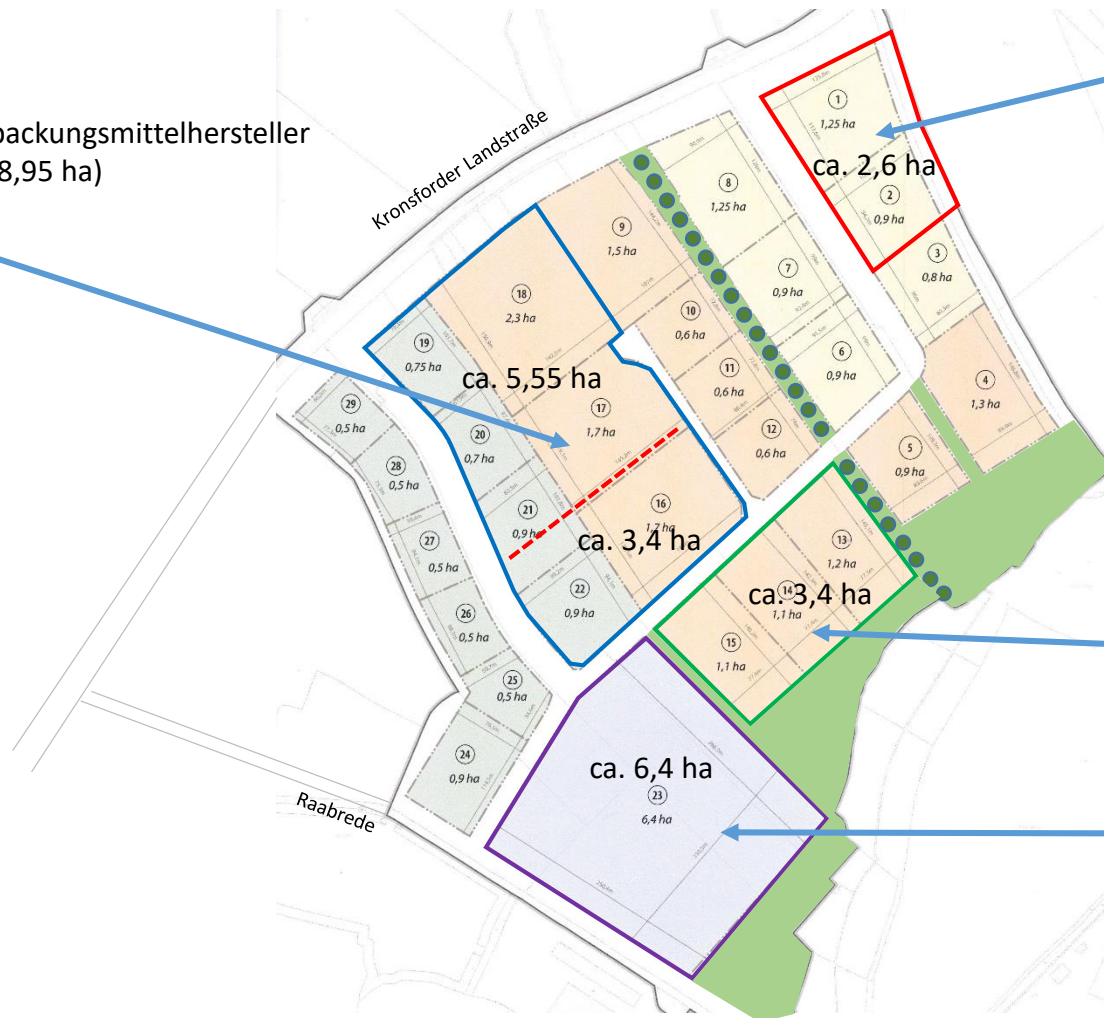 packungsmittelhersteller
8,95 ha)
Kronsforder Landstraße
1
1,25 ha
ca. 2,6 ha
2
0,9 ha
3
0,8 ha
8
1,25 ha
9
1,5 ha
7
0,9 ha
18
2,3 ha
10
0,6 ha
19
0,75 ha
6
0,9 ha
11
0,6 ha
4
1,3 ha
ca. 5,55 ha
17
1,7 ha
29
0,5 ha
12
0,6 ha
20
0,7 ha
5
0,9 ha
28
0,5 ha
16
1,7 ha
21
0,9 ha
ca. 3,4 ha
27
0,5 ha
13
1,2 ha
22
0,9 ha
14
ca. 3,4 ha
1,1 ha
26
0,5 ha
15
1,1 ha
25
0,5 ha
24
0,9 ha
ca. 6,4 ha
23
6,4 ha
Raabrede